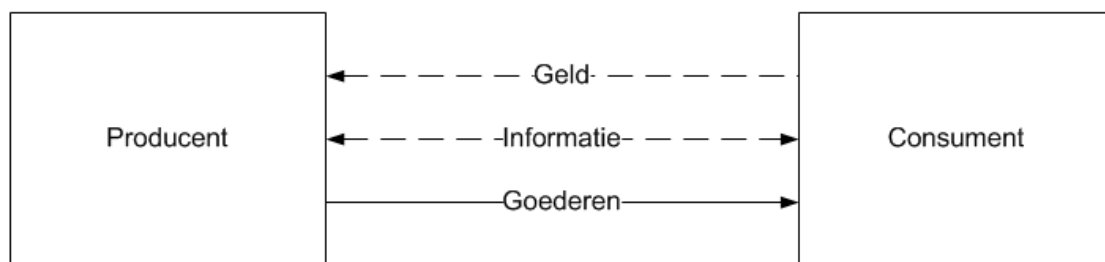 Geld
Producent
Informatie
Consument
Goederen